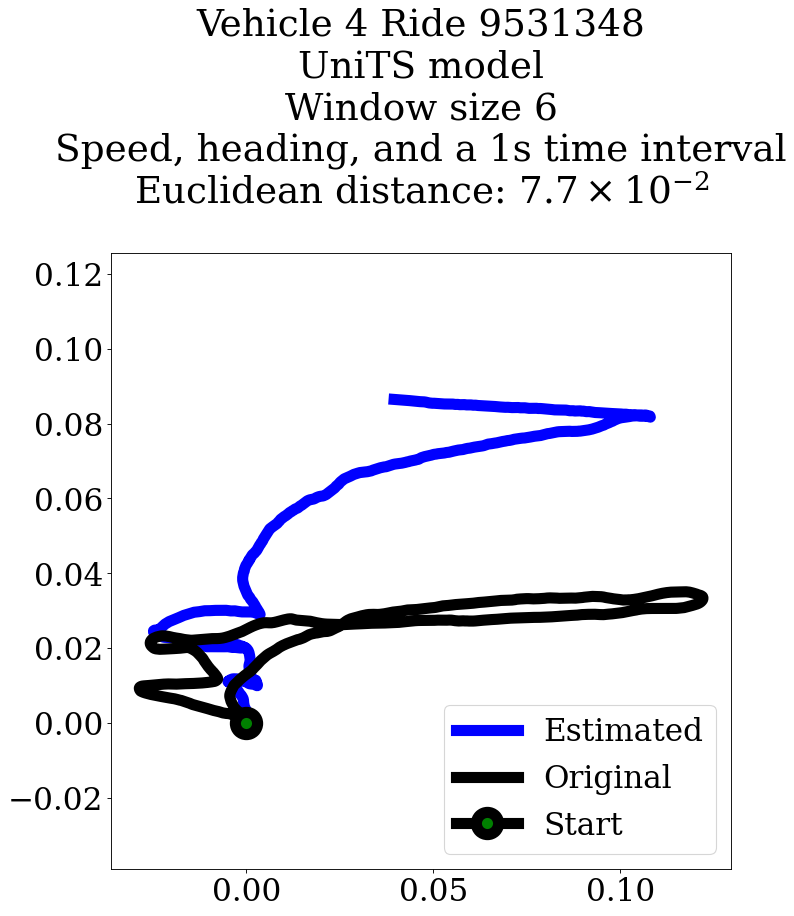 Vehicle 4 Ride 9531348
UniTS model
Window size 6
Speed, heading, and a 1s time interval
Euclidean distance: $7.7 \times 10^{-2}$
0.12
0.10
0.08
0.06
0.04
0.02
0.00
−0.02
0.00
0.05
0.10
Estimated
Original
Start